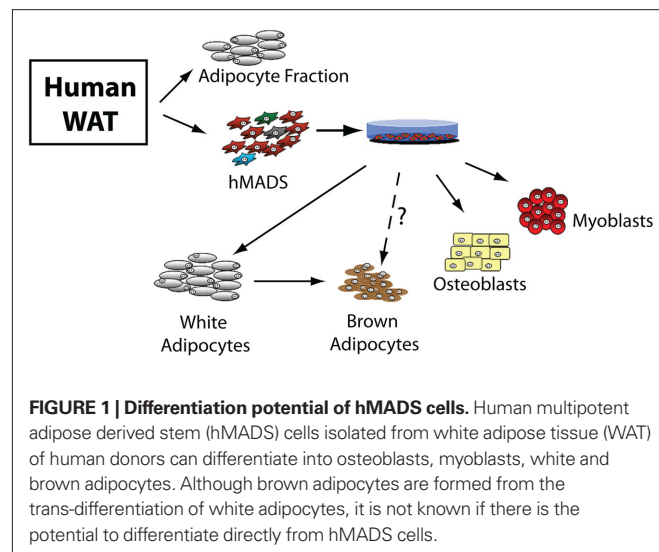 Human
WAT
Adipocyte Fraction
hMADS
?
Myoblasts
Osteoblasts
White
Adipocytes
Brown
Adipocytes
FIGURE 1 | Differentiation potential of hMADS cells. Human multipotent
adipose derived stem (hMADS) cells isolated from white adipose tissue (WAT)
of human donors can differentiate into osteoblasts, myoblasts, white and
brown adipocytes. Although brown adipocytes are formed from the
trans-differentiation of white adipocytes, it is not known if there is the
potential to differentiate directly from hMADS cells.